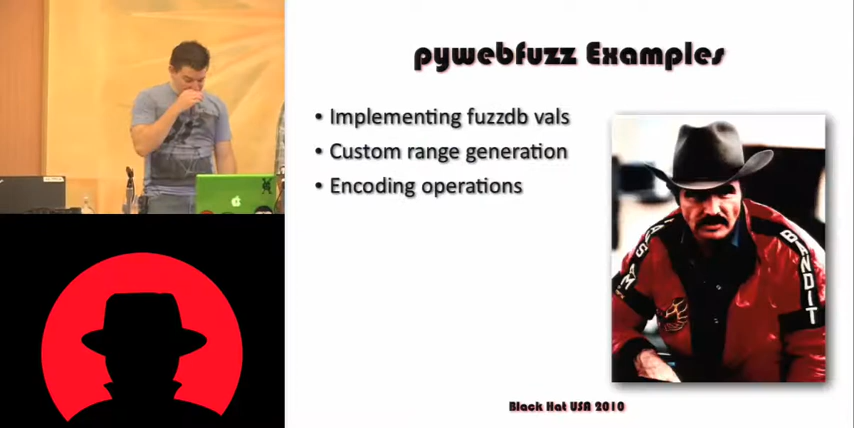 pywebfuzz Examples
• Implementing fuzzdb vals
• Custom range generation
• Encoding operations
BANDIT
Black Hat USA 2010